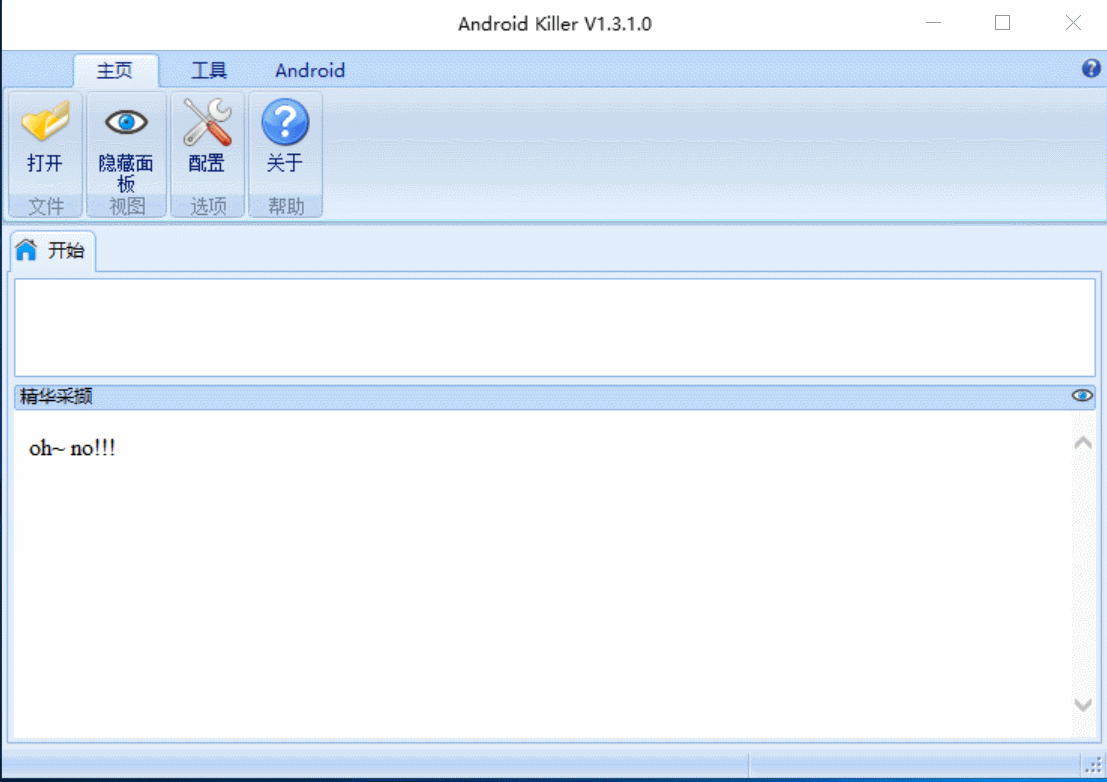 Android Killer V1.3.1.0
主页 工具 Android
打开 隐藏面板 配置 关于
文件 视图 选项 帮助
开始
精华采撷
oh~ no!!!